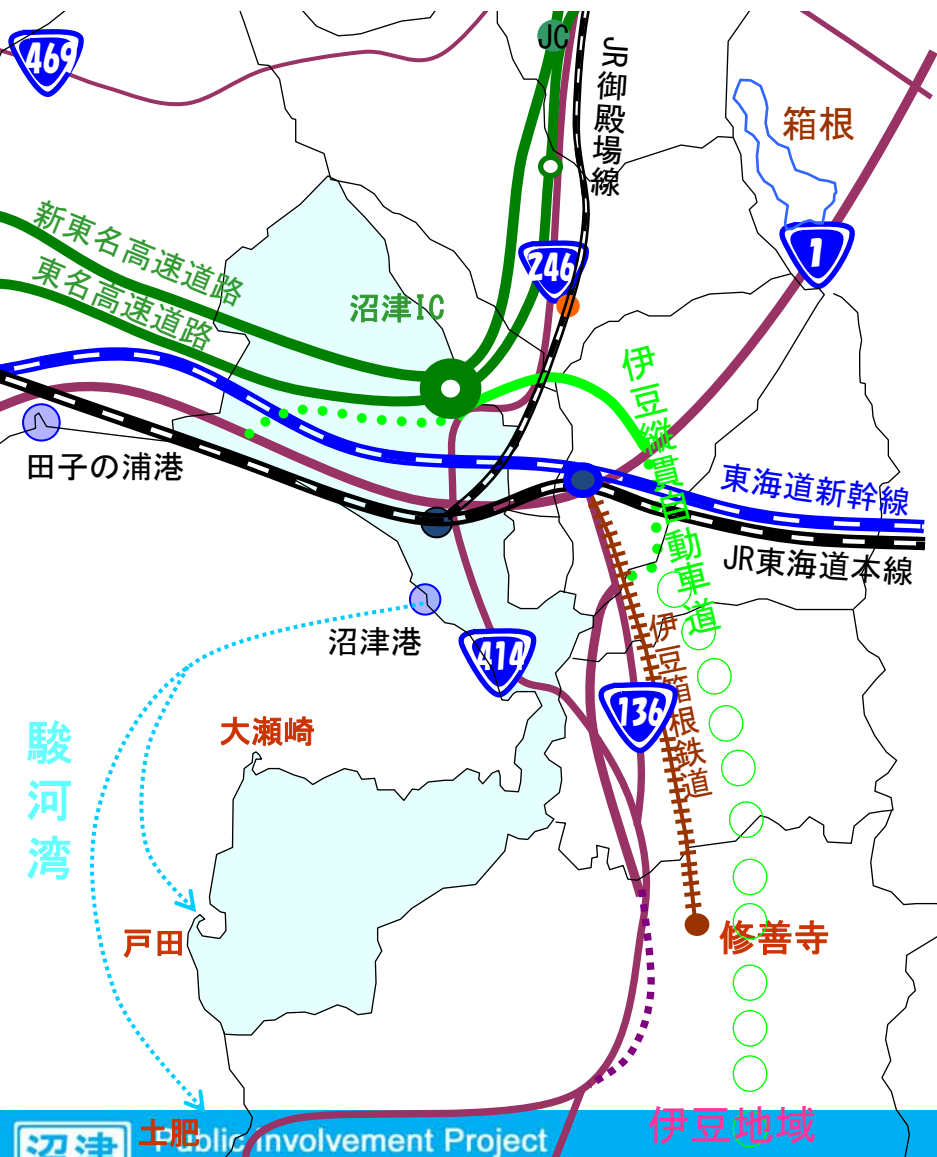 469
JC
JR御殿場線
箱根
新東名高速道路
東名高速道路
沼津IC
246
1
伊豆縦貫自動車道
田子の浦港
東海道新幹線
JR東海道本線
沼津港
414
136
伊豆箱根鉄道
大瀬崎
駿河湾
戸田
修善寺
土肥
伊豆地域
沼津
Public Involvement Project